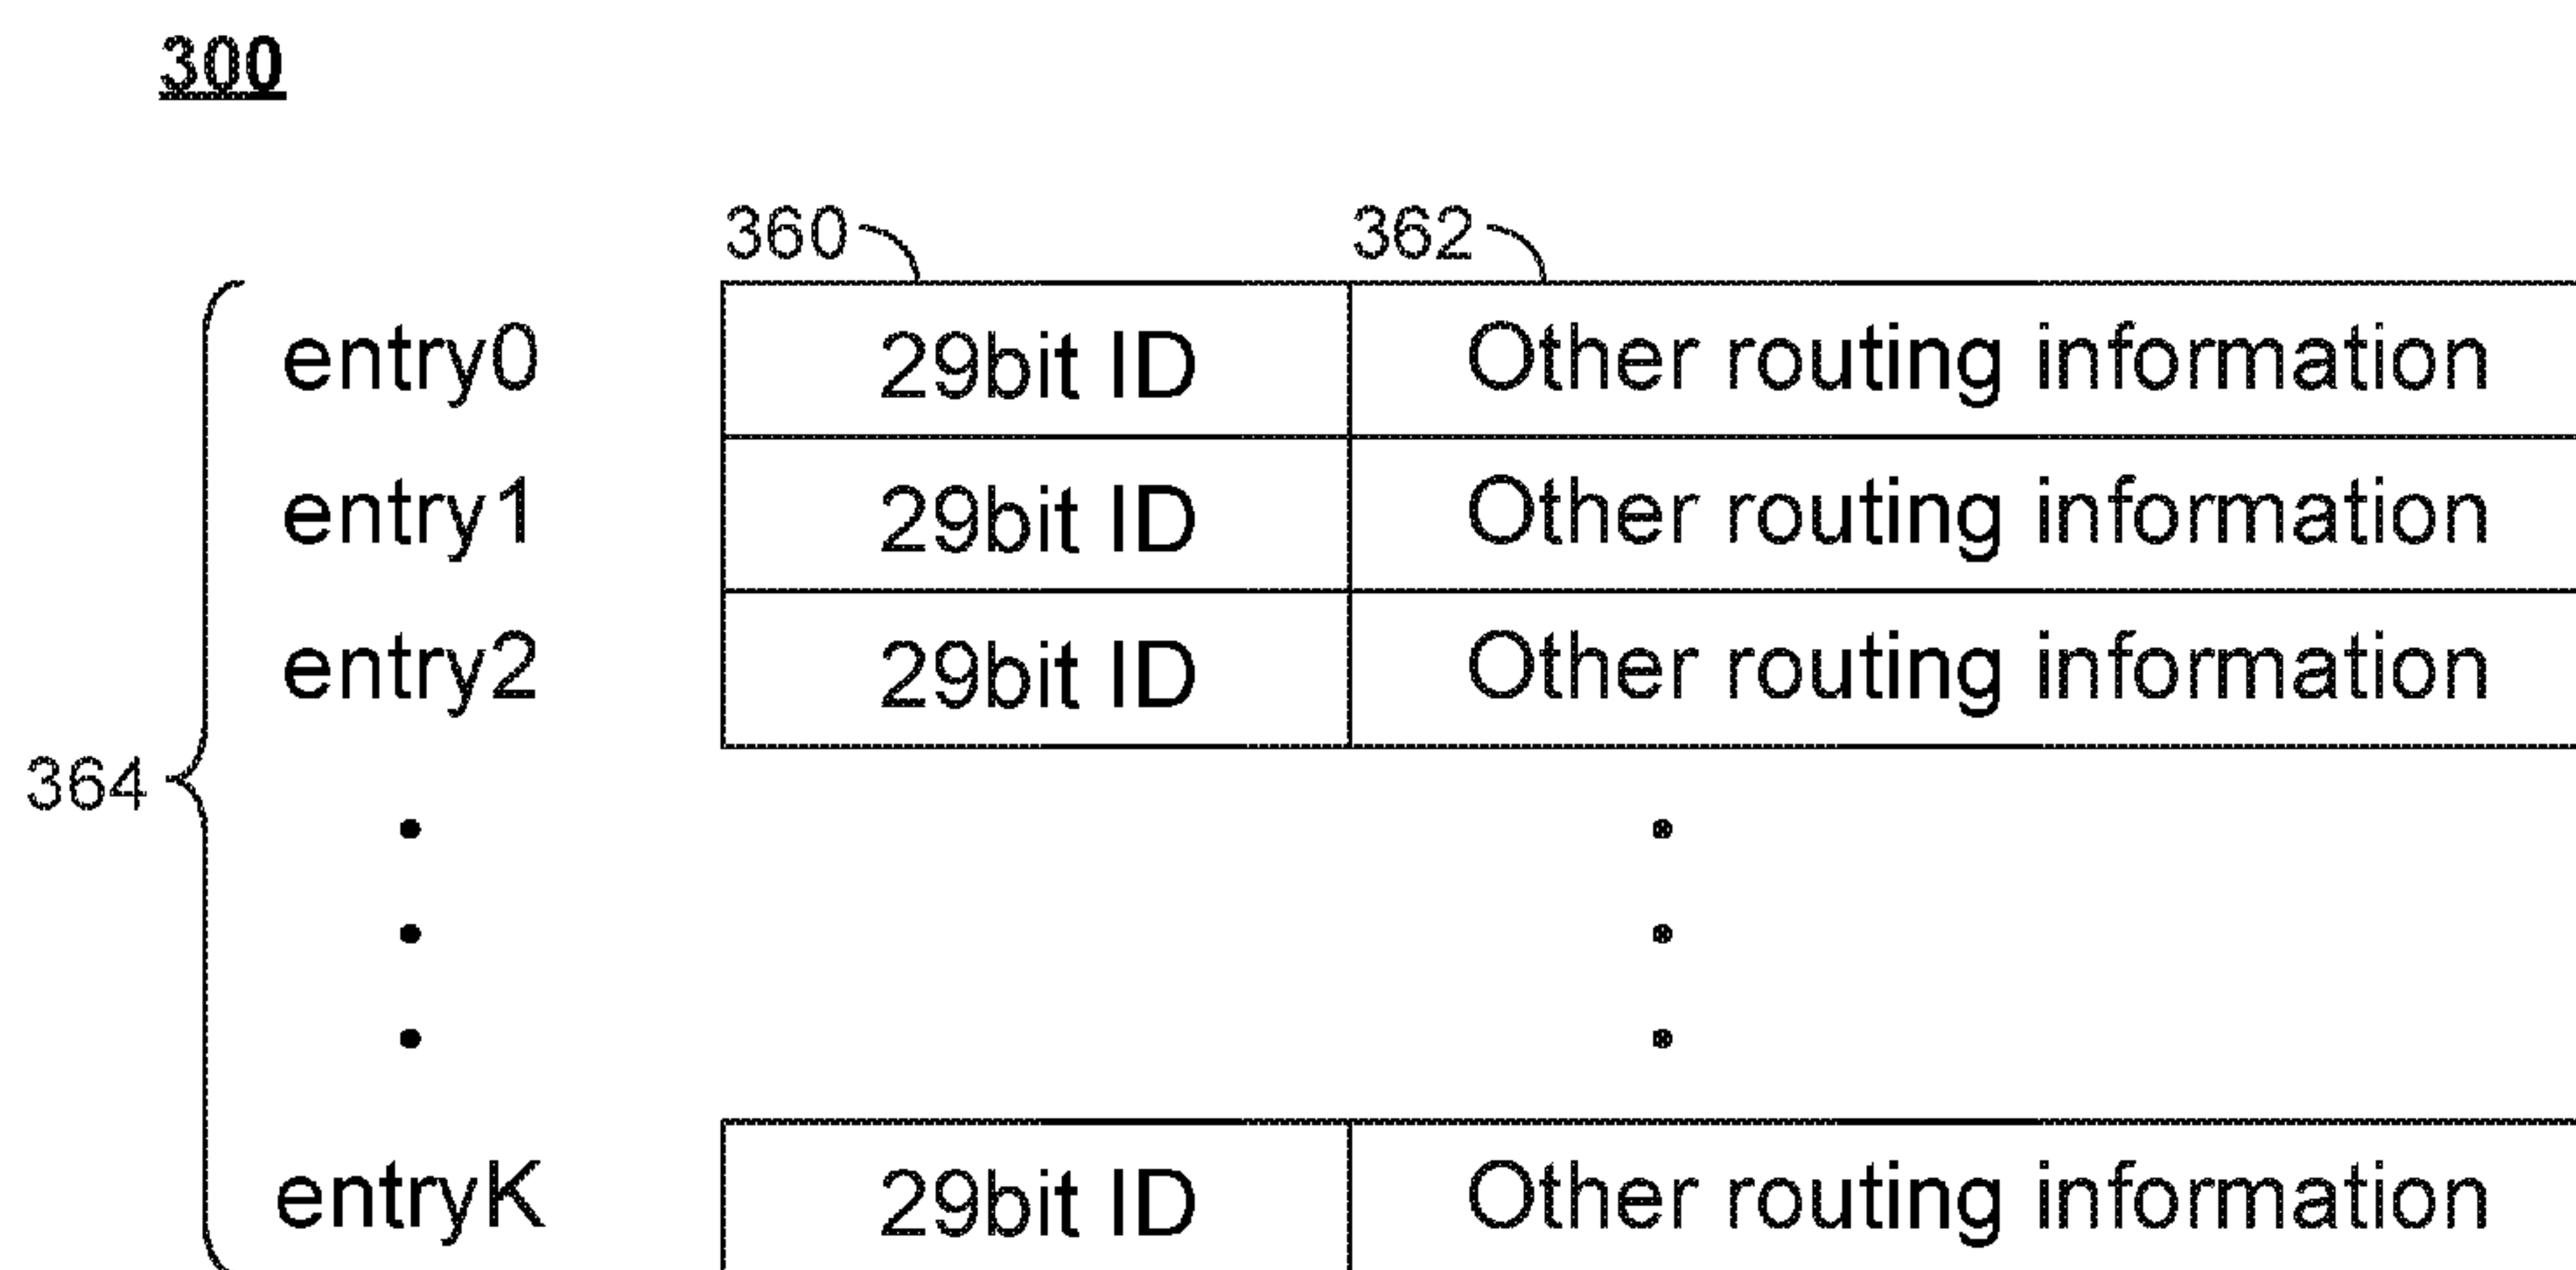 300
360 362
entry0 29bit ID Other routing information
entry1 29bit ID Other routing information
entry2 29bit ID Other routing information
364
entryK 29bit ID Other routing information